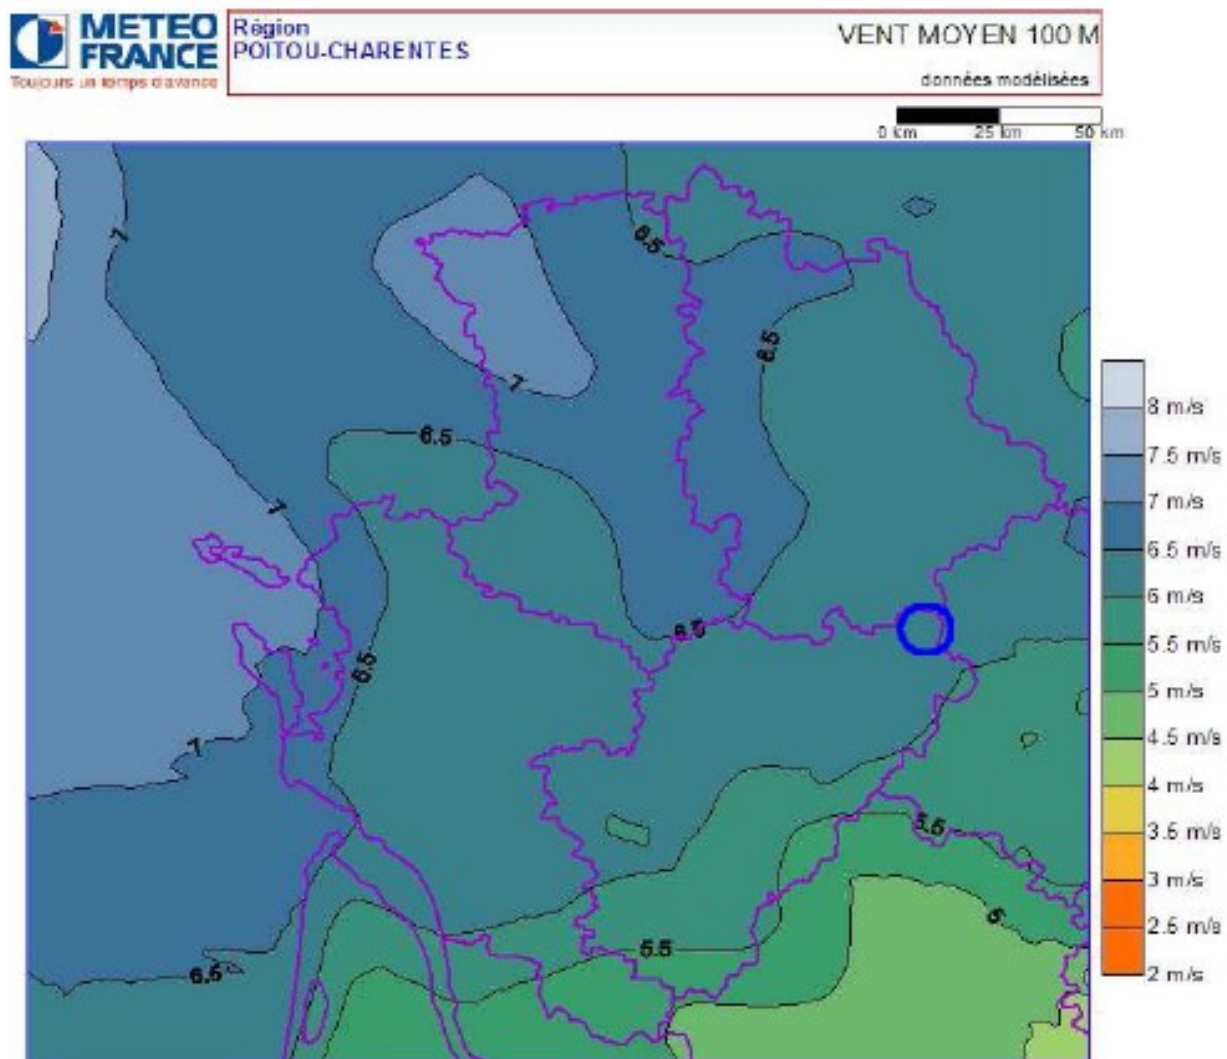 METEO
FRANCE
Toujours un temps d'avance
Région
POITOU-CHARENTES
VENT MOYEN 100 M
données modélisées
0 km 25 km 50 km
7
6.5
6.5
7
6.5
7
6.5
6.5
7
5.5
5
5.5
6.5
8 m/s
7.5 m/s
7 m/s
6.5 m/s
6 m/s
5.5 m/s
5 m/s
4.5 m/s
4 m/s
3.5 m/s
3 m/s
2.5 m/s
2 m/s